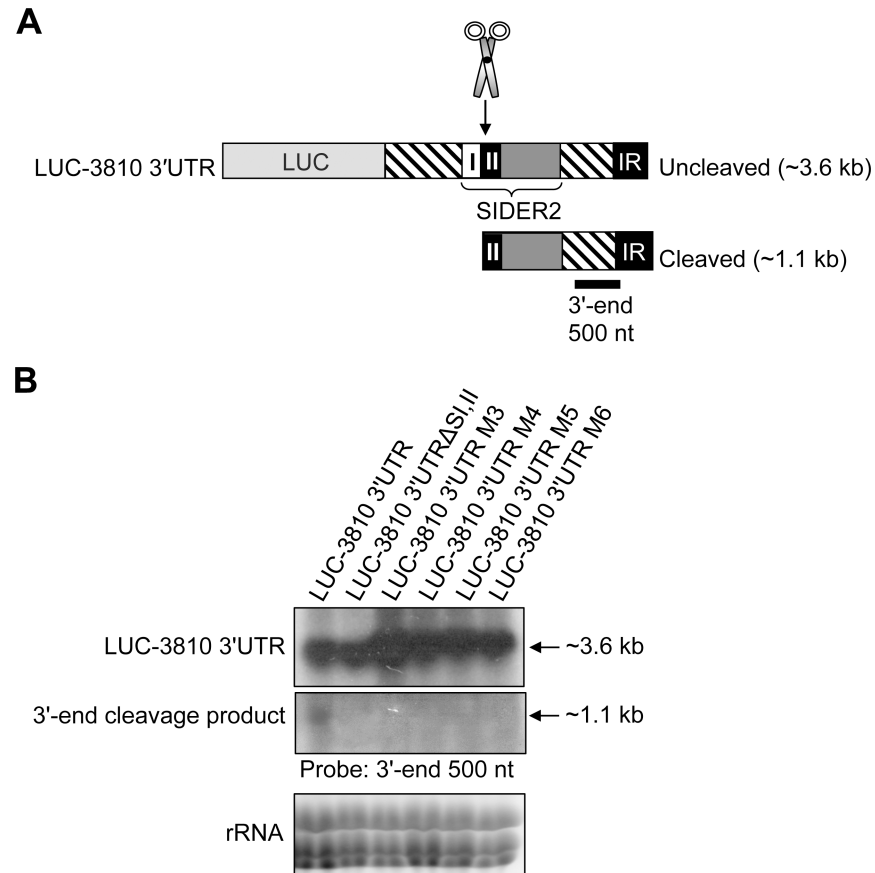 A
LUC-3810 3'UTR
LUC
I
II
IR
Uncleaved (~3.6 kb)
SIDER2
II
IR
Cleaved (~1.1 kb)
3'-end
500 nt
B
LUC-3810 3'UTR
LUC-3810 3'UTRΔSI,II
LUC-3810 3'UTR M3
LUC-3810 3'UTR M4
LUC-3810 3'UTR M5
LUC-3810 3'UTR M6
LUC-3810 3'UTR
~3.6 kb
3'-end cleavage product
~1.1 kb
Probe: 3'-end 500 nt
rRNA